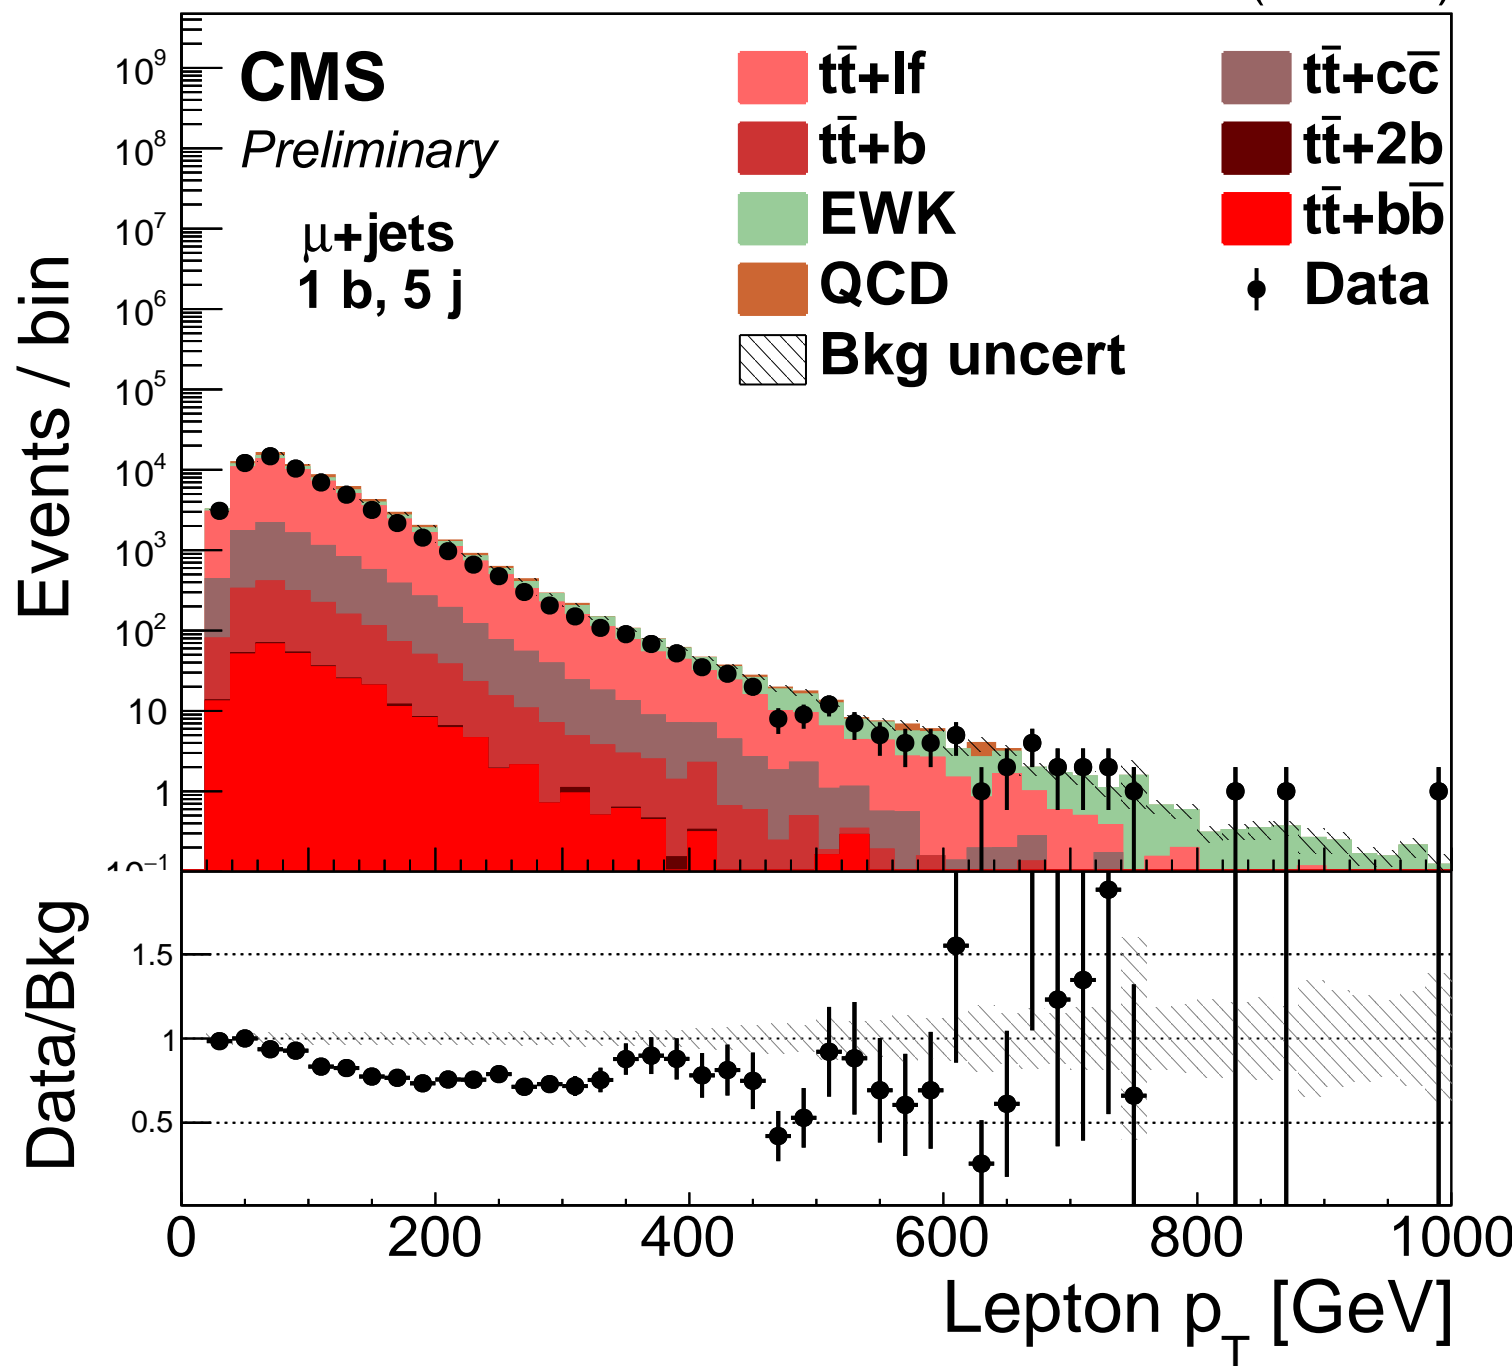 CMS
Preliminary
μ+jets
1 b, 5 j
tt̄+lf
tt̄+cc̄
tt̄+b
tt̄+2b
EWK
tt̄+bb̄
QCD
Data
Bkg uncert
Events / bin
10⁹
10⁸
10⁷
10⁶
10⁵
10⁴
10³
10²
10
1
10⁻¹
Data/Bkg
1.5
1
0.5
0 200 400 600 800 1000
Lepton p_T [GeV]